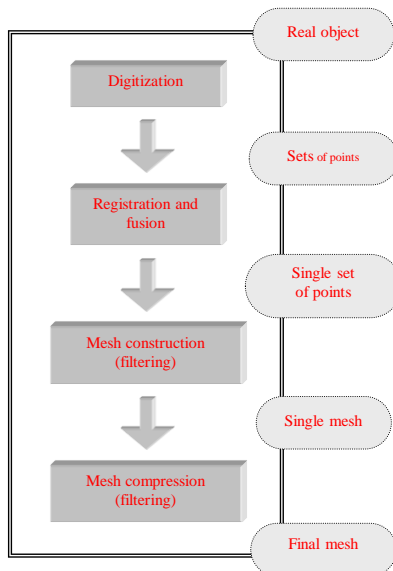 Real object
Digitization
Sets of points
Registration and
fusion
Single set
of points
Mesh construction
(filtering)
Single mesh
Mesh compression
(filtering)
Final mesh